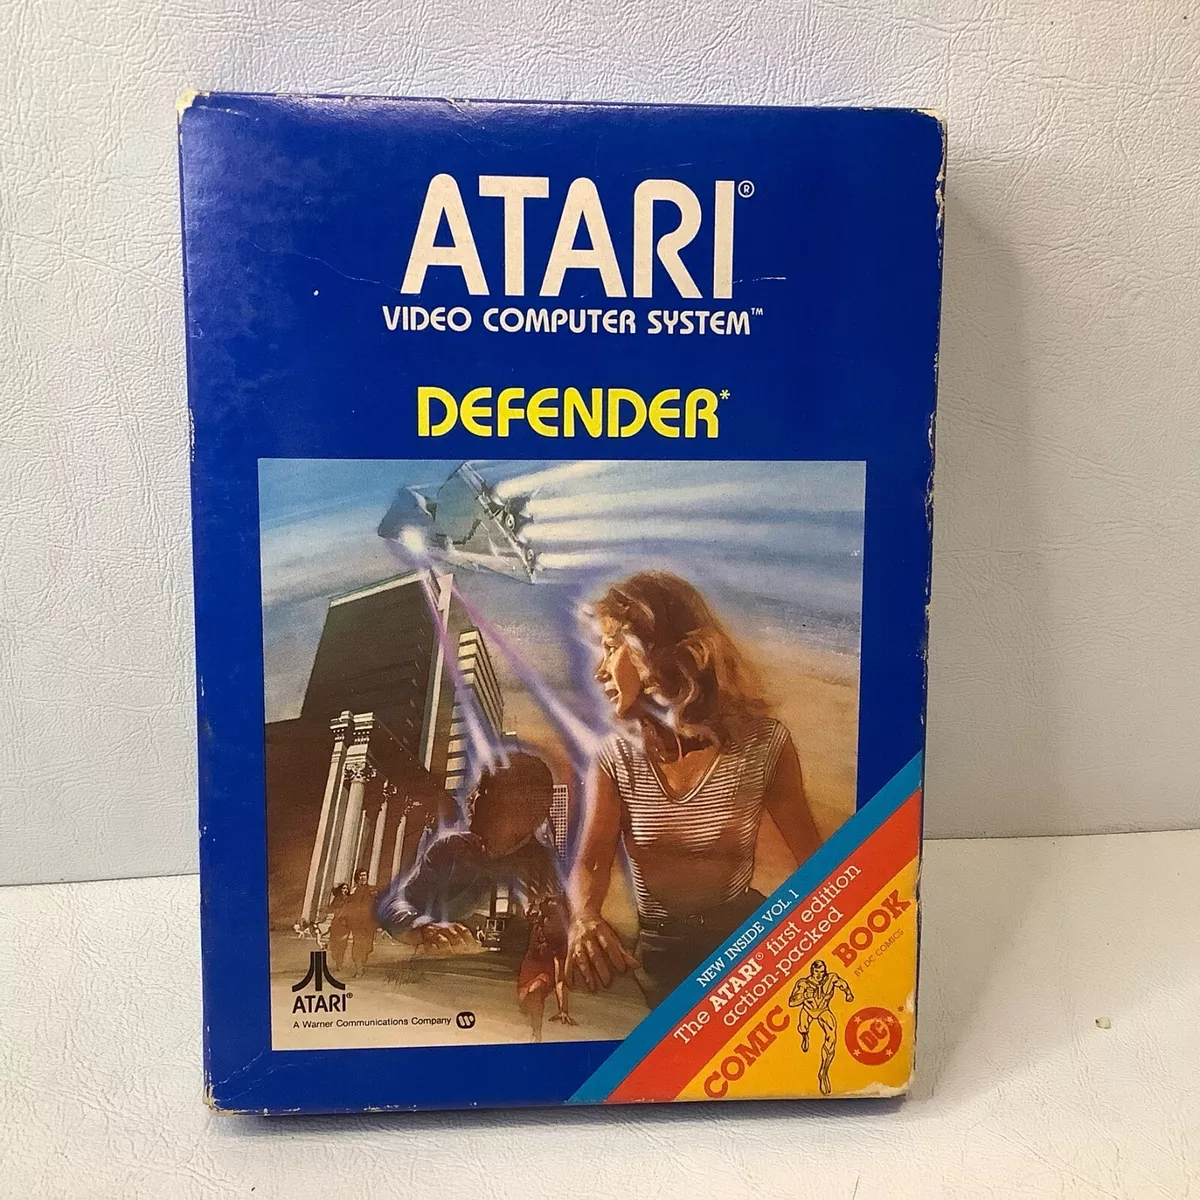 ATARI®
VIDEO COMPUTER SYSTEM™
DEFENDER*
ATARI®
A Warner Communications Company
NEW INSIDE VOL. 1
The ATARI® first edition
action-packed
COMIC BOOK
BY DC COMICS
DC